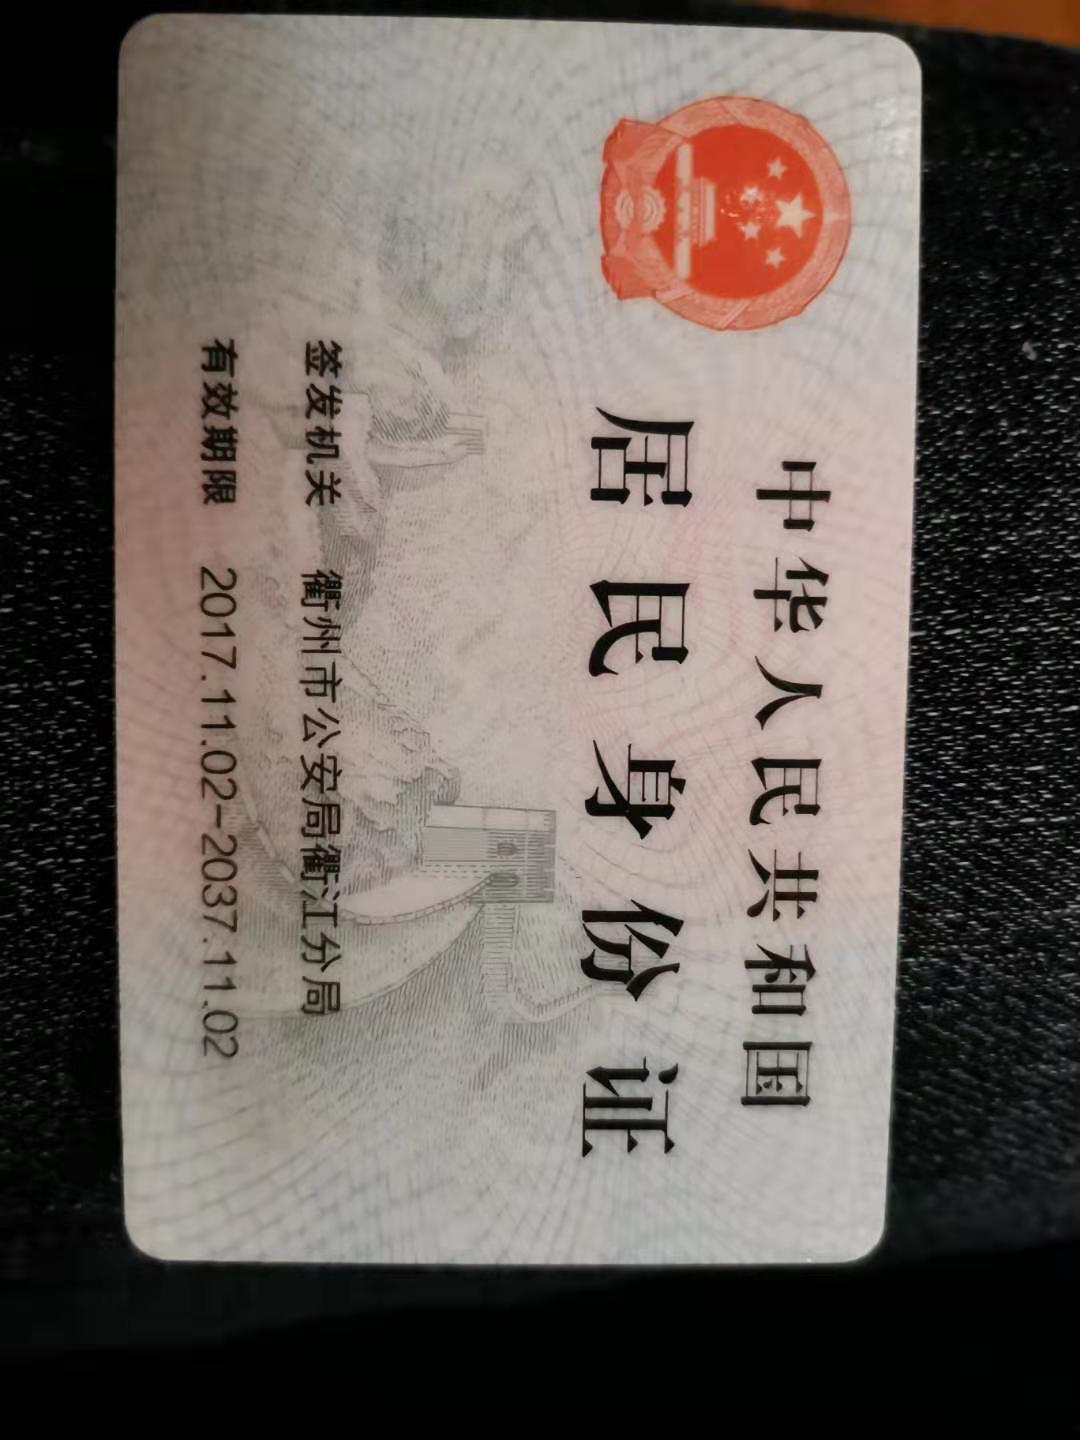 中华人民共和国
居民身份证
签发机关 衢州市公安局衢江分局
有效期限 2017.11.02-2037.11.02